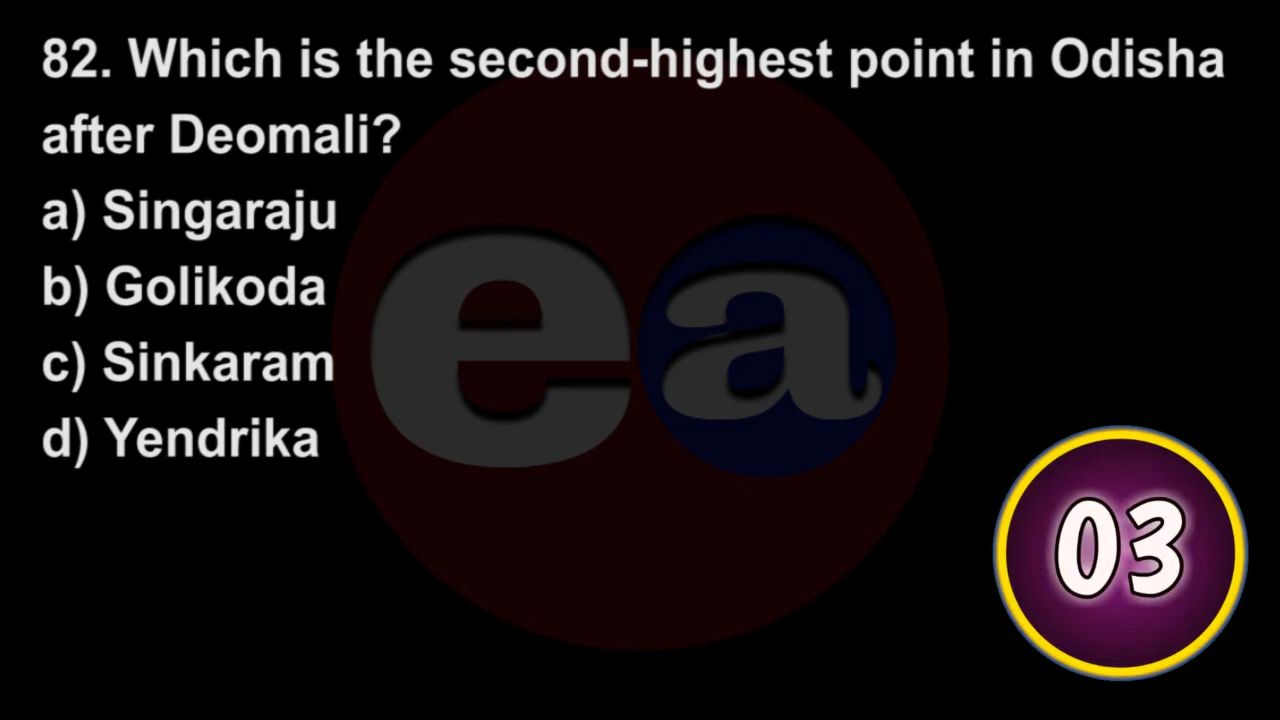 82. Which is the second-highest point in Odisha
after Deomali?
a) Singaraju
b) Golikoda
c) Sinkaram
d) Yendrika
ea
03